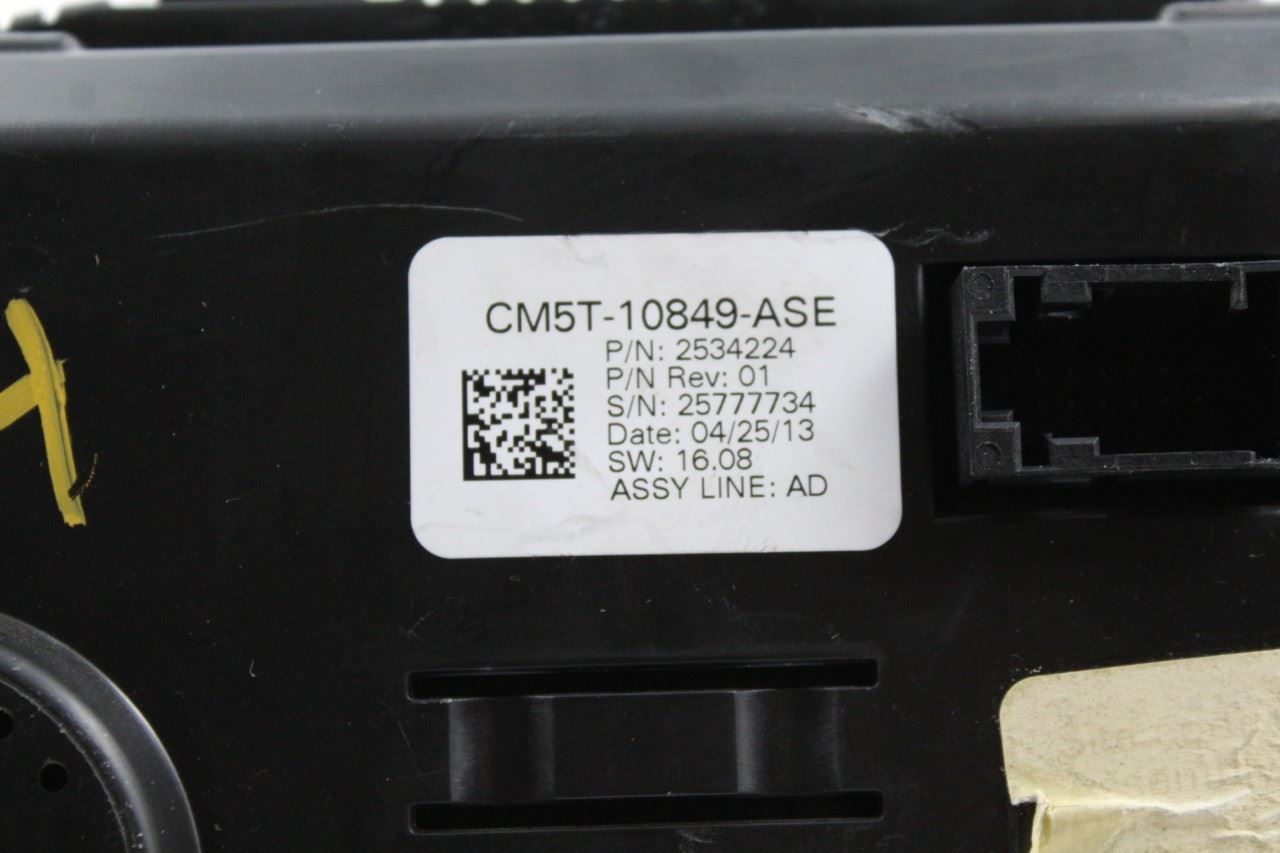 CM5T-10849-ASE
P/N: 2534224
P/N Rev: 01
S/N: 25777734
Date: 04/25/13
SW: 16.08
ASSY LINE: AD